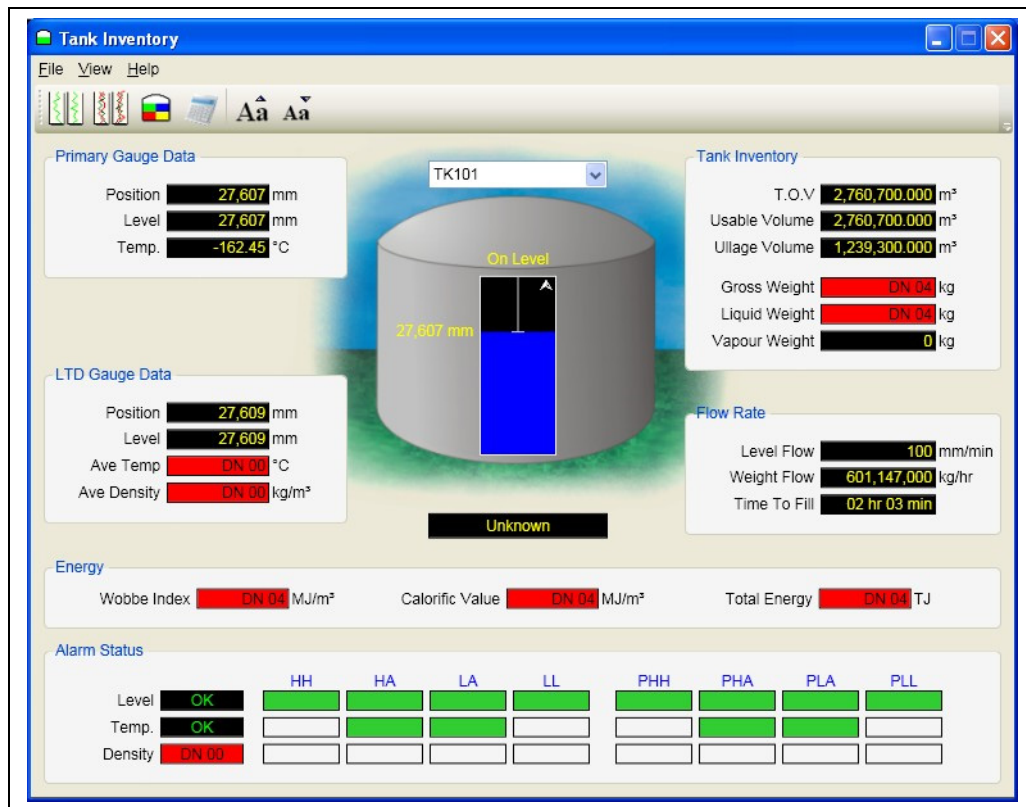 Tank Inventory
File View Help
Aa Aa
Primary Gauge Data
Position 27,607 mm
Level 27,607 mm
Temp. -162.45 °C
LTD Gauge Data
Position 27,609 mm
Level 27,609 mm
Ave Temp DN 00 °C
Ave Density DN 00 kg/m³
TK101
On Level
27,607 mm
Unknown
Tank Inventory
T.O.V 2,760,700.000 m³
Usable Volume 2,760,700.000 m³
Ullage Volume 1,239,300.000 m³
Gross Weight DN 04 kg
Liquid Weight DN 04 kg
Vapour Weight 0 kg
Flow Rate
Level Flow 100 mm/min
Weight Flow 601,147,000 kg/hr
Time To Fill 02 hr 03 min
Energy
Wobbe Index DN 04 MJ/m³ Calorific Value DN 04 MJ/m³ Total Energy DN 04 TJ
Alarm Status
HH HA LA LL PHH PHA PLA PLL
Level OK
Temp. OK
Density DN 00